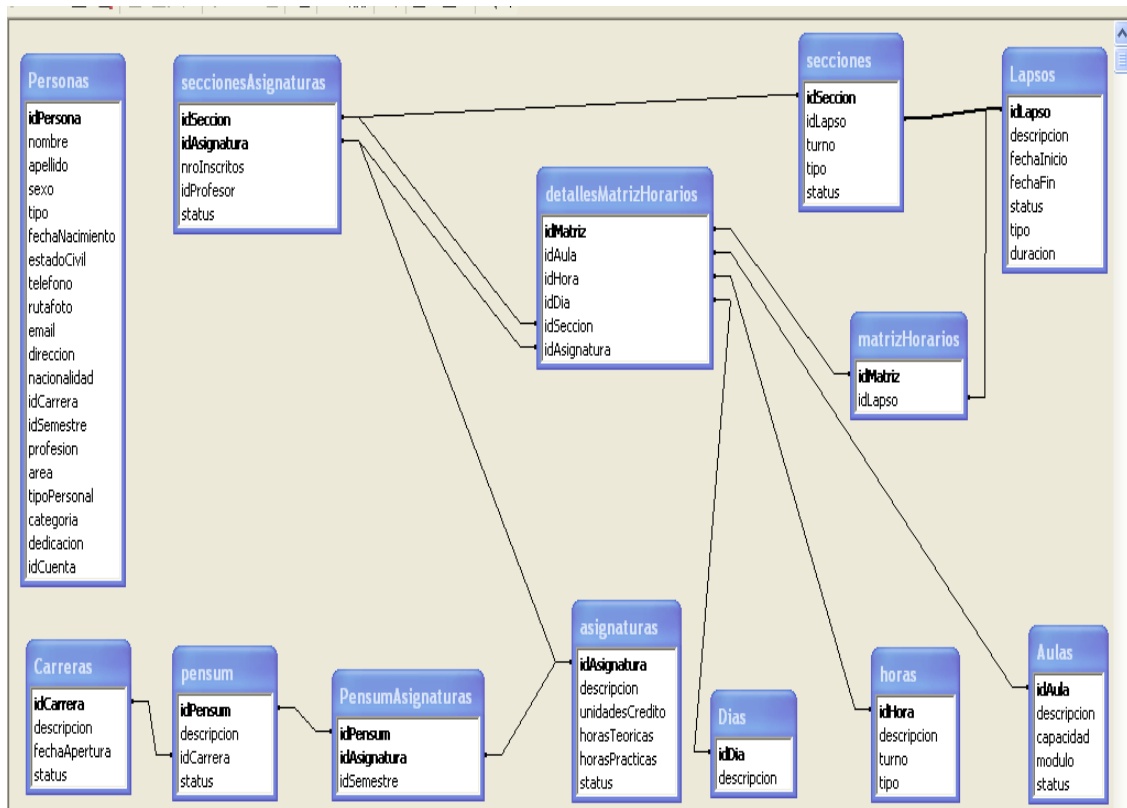 Personas
idPersona
nombre
apellido
sexo
tipo
fechaNacimiento
estadoCivil
telefono
rutafoto
email
direccion
nacionalidad
idCarrera
idSemestre
profesion
area
tipoPersonal
categoria
dedicacion
idCuenta
seccionesAsignaturas
idSeccion
idAsignatura
nroInscritos
idProfesor
status
detallesMatrizHorarios
idMatriz
idAula
idHora
idDia
idSeccion
idAsignatura
secciones
idSeccion
idLapso
turno
tipo
status
Lapsos
idLapso
descripcion
fechaInicio
fechaFin
status
tipo
duracion
matrizHorarios
idMatriz
idLapso
Carreras
idCarrera
descripcion
fechaApertura
status
pensum
idPensum
descripcion
idCarrera
status
PensumAsignaturas
idPensum
idAsignatura
idSemestre
asignaturas
idAsignatura
descripcion
unidadesCredito
horasTeoricas
horasPracticas
status
Dias
idDia
descripcion
horas
idHora
descripcion
turno
tipo
Aulas
idAula
descripcion
capacidad
modulo
status